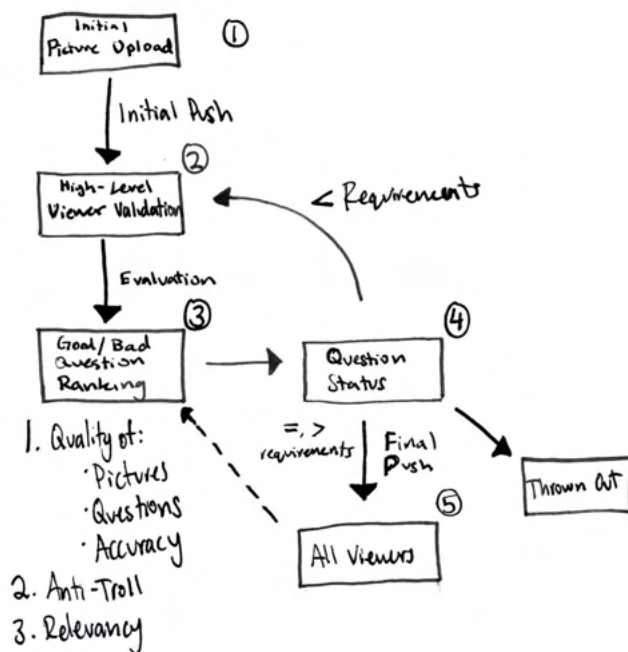 Initial
Picture Upload
①
Initial Push
②
High-Level
Viewer Validation
< Requirements
Evaluation
③
Good/Bad
Question
Ranking
④
Question
Status
1. Quality of:
· Pictures
· Questions
· Accuracy
2. Anti-Troll
3. Relevancy
=, >
requirements
Final
Push
Thrown Out
⑤
All Viewers